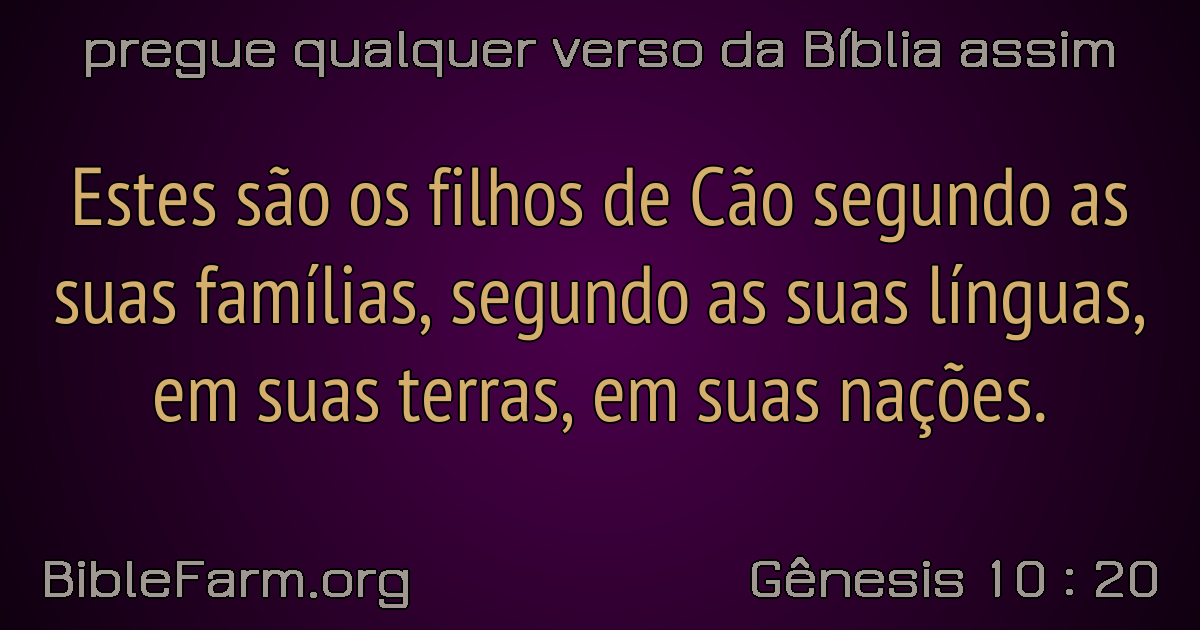 pregue qualquer verso da Bíblia assim
Estes são os filhos de Cão segundo as
suas famílias, segundo as suas línguas,
em suas terras, em suas nações.
BibleFarm.org
Gênesis 10 : 20